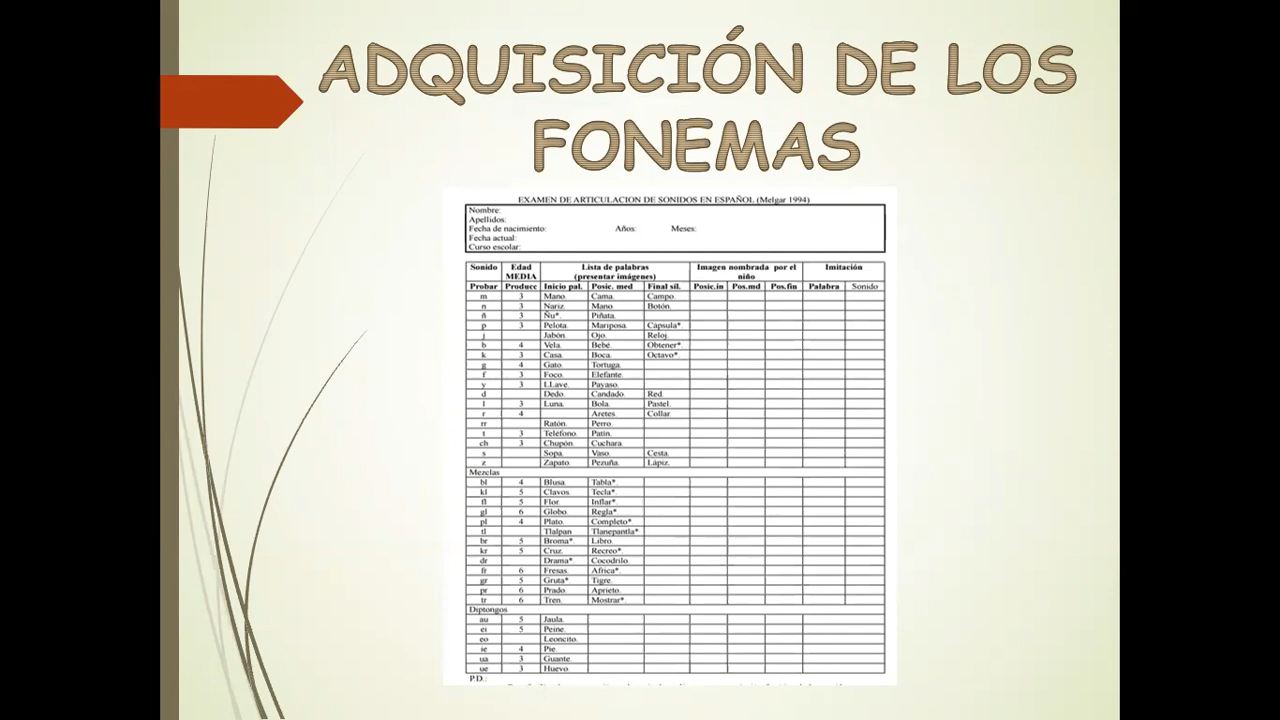 ADQUISICIÓN DE LOS
FONEMAS
EXAMEN DE ARTICULACION DE SONIDOS EN ESPAÑOL (Melgar 1994)
Nombre:
Apellidos:
Fecha de nacimiento: Años: Meses:
Fecha actual:
Curso escolar:
Sonido Edad Lista de palabras Imagen nombrada por el Imitación
MEDIA (presentar imágenes) niño
Probar Produce Inicio pal. Posic. med Final sil. Posic.in Pos.md Pos.fin Palabra Sonido
m 3 Mano. Cama. Campo.
n 3 Nariz. Mano. Botón.
ñ 3 Ñu*. Piñata.
p 3 Pelota. Mariposa. Cápsula*.
j Jabón. Ojo. Reloj.
b 4 Vela. Bebé. Obtener*.
k 3 Casa. Boca. Octavo*.
g 4 Gato. Tortuga.
f 3 Foco. Elefante.
y 3 LLave. Payaso.
d Dedo. Candado. Red.
l 3 Luna. Bola. Pastel.
r 4 Aretes. Collar.
rr Ratón. Perro.
t 3 Teléfono. Patín.
ch 3 Chupón. Cuchara.
s Sopa. Vaso. Cesta.
z Zapato. Pezuña. Lápiz.
Mezclas
bl 4 Blusa. Tabla*.
kl 5 Clavos. Tecla*.
fl 5 Flor. Inflar*.
gl 6 Globo. Regla*.
pl 4 Plato. Completo*
tl Tlalpan Tlanepantla*
br 5 Broma*. Libro.
kr 5 Cruz. Recreo*.
dr Drama*. Cocodrilo.
fr 6 Fresas. Africa*.
gr 5 Gruta*. Tigre.
pr 6 Prado. Aprieto.
tr 6 Tren. Mostrar*.
Diptongos
au 5 Jaula.
ei 5 Peine.
eo Leoncito.
ie 4 Pie.
ua 3 Guante.
ue 3 Huevo.
P.D.: